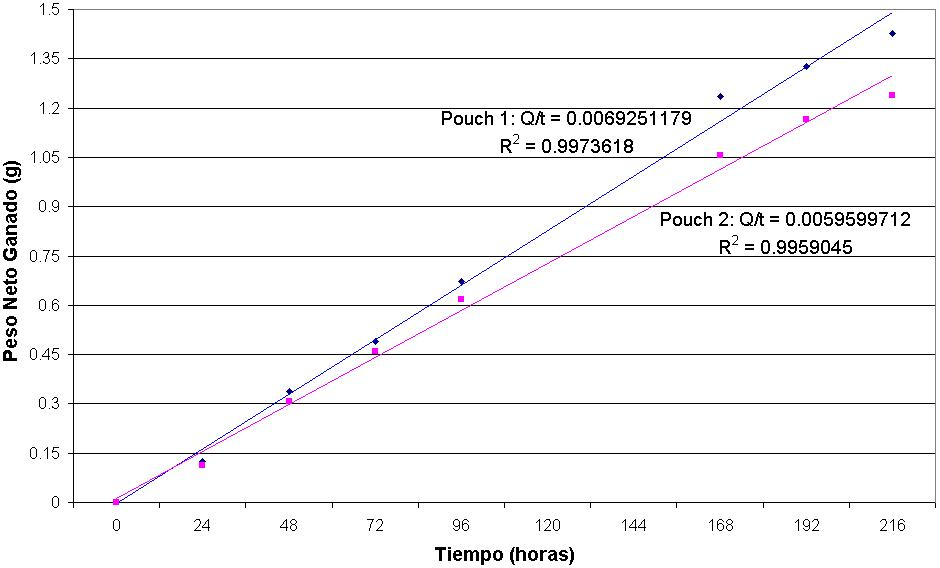 1.5
1.35
1.2
1.05
0.9
0.75
0.6
0.45
0.3
0.15
0
Peso Neto Ganado (g)
Pouch 1: Q/t = 0.0069251179
R² = 0.9973618
Pouch 2: Q/t = 0.0059599712
R² = 0.9959045
0 24 48 72 96 120 144 168 192 216
Tiempo (horas)